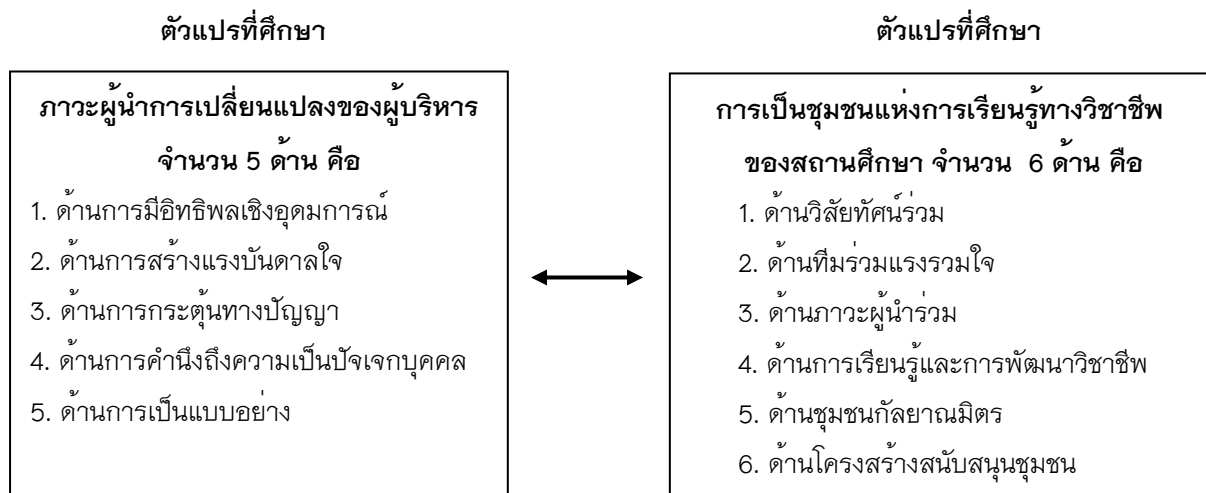 ตัวแปรที่ศึกษา
ภาวะผู้นำการเปลี่ยนแปลงของผู้บริหาร
จำนวน 5 ด้าน คือ
1. ด้านการมีอิทธิพลเชิงอุดมการณ์
2. ด้านการสร้างแรงบันดาลใจ
3. ด้านการกระตุ้นทางปัญญา
4. ด้านการคำนึงถึงความเป็นปัจเจกบุคคล
5. ด้านการเป็นแบบอย่าง
ตัวแปรที่ศึกษา
การเป็นชุมชนแห่งการเรียนรู้ทางวิชาชีพ
ของสถานศึกษา จำนวน 6 ด้าน คือ
1. ด้านวิสัยทัศน์ร่วม
2. ด้านทีมร่วมแรงรวมใจ
3. ด้านภาวะผู้นำร่วม
4. ด้านการเรียนรู้และการพัฒนาวิชาชีพ
5. ด้านชุมชนกัลยาณมิตร
6. ด้านโครงสร้างสนับสนุนชุมชน